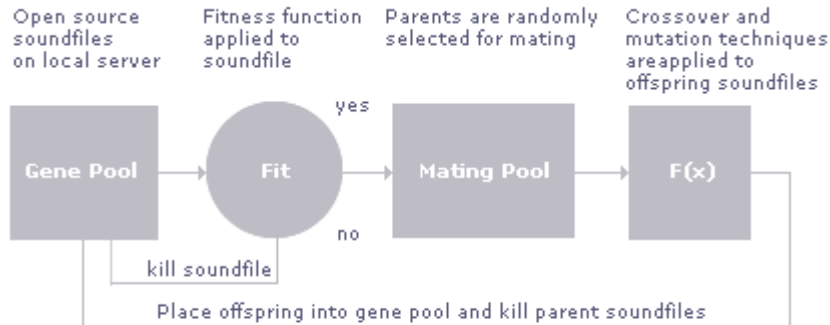 Open source
soundfiles
on local server
Fitness function
applied to
soundfile
Parents are randomly
selected for mating
Crossover and
mutation techniques
areapplied to
offspring soundfiles
yes
Gene Pool
Fit
Mating Pool
F(x)
no
kill soundfile
Place offspring into gene pool and kill parent soundfiles